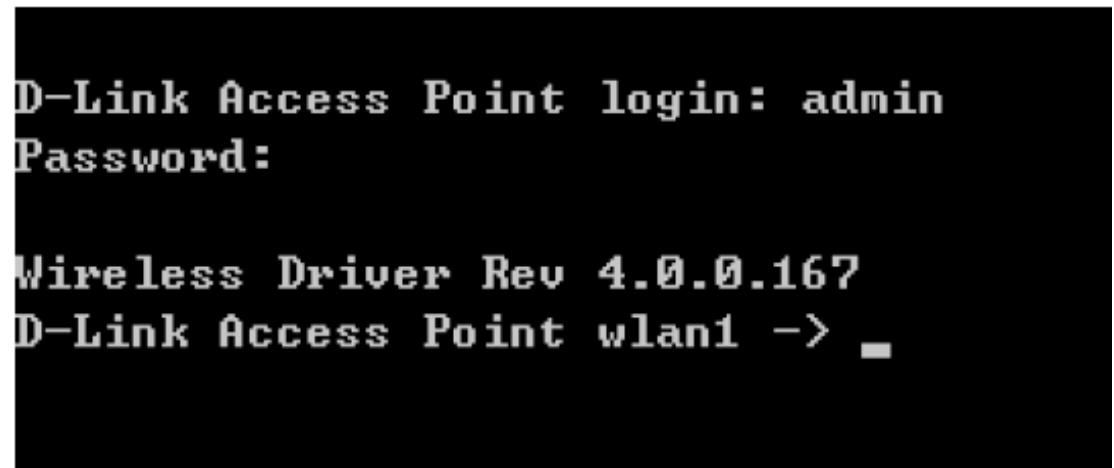 D-Link Access Point login: admin
Password:
Wireless Driver Rev 4.0.0.167
D-Link Access Point wlan1 -> _